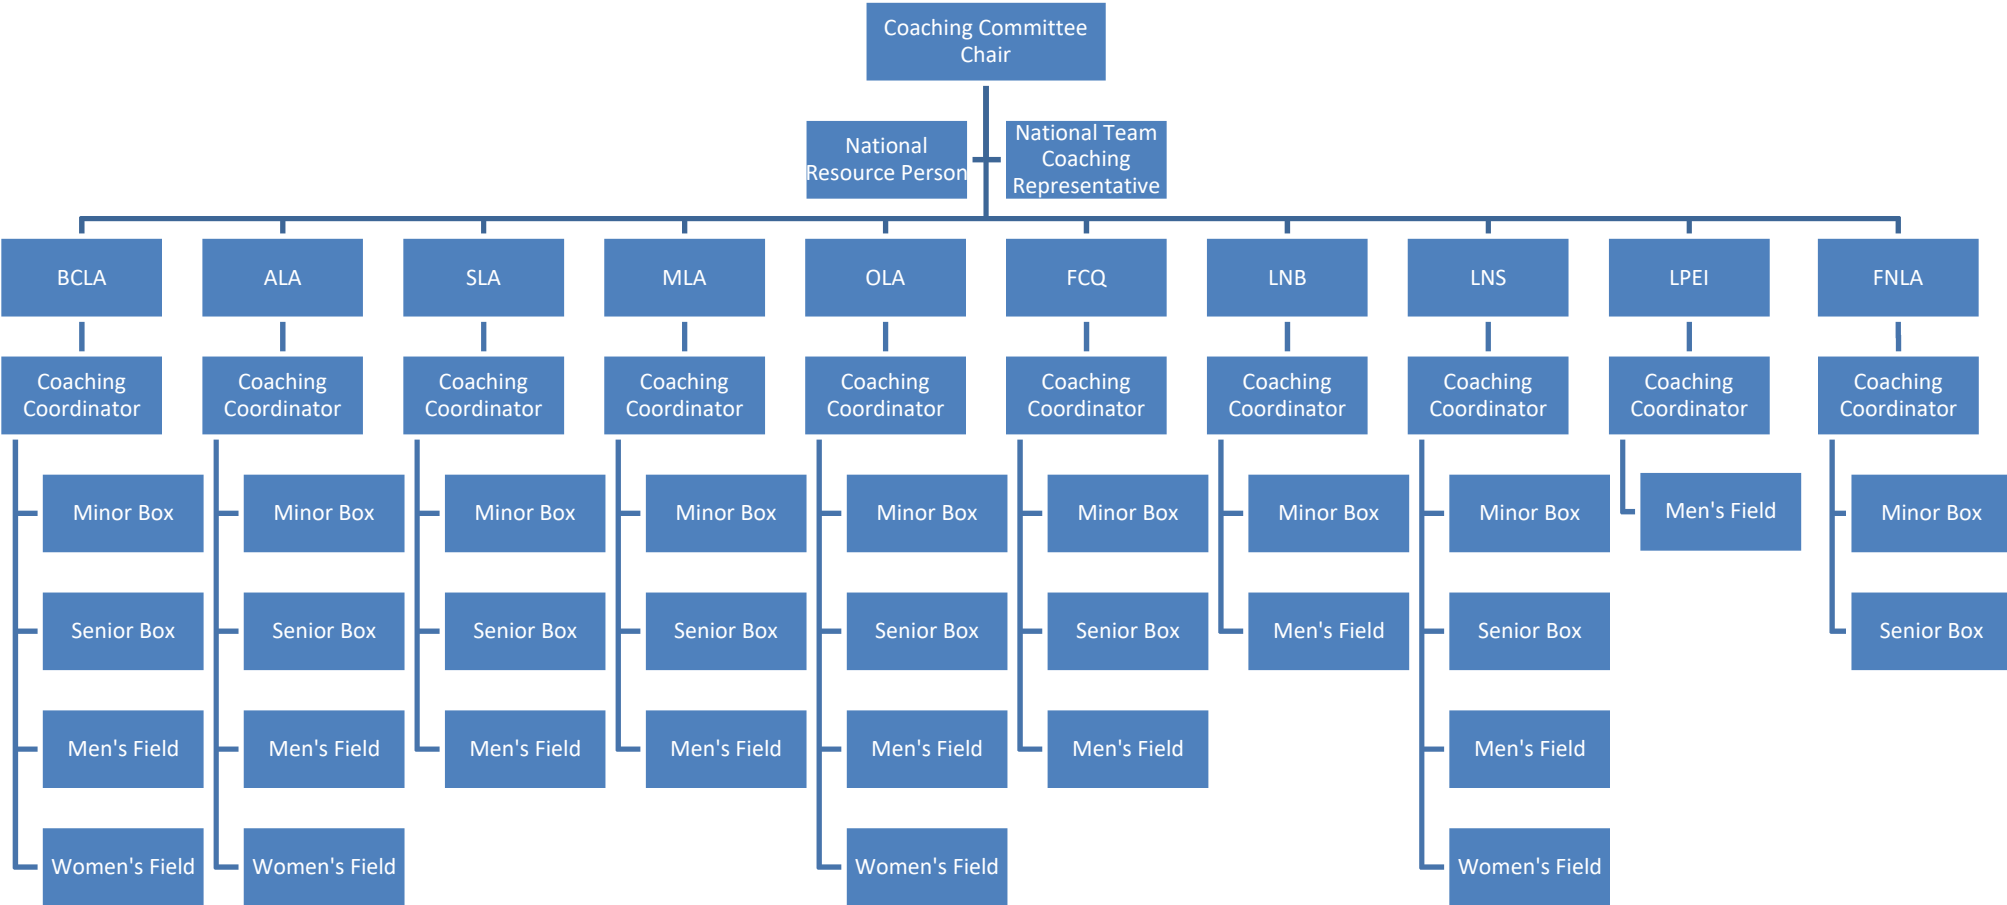 Coaching Committee
Chair
National
Resource Person
National Team
Coaching
Representative
BCLA
ALA
SLA
MLA
OLA
FCQ
LNB
LNS
LPEI
FNLA
Coaching
Coordinator
Coaching
Coordinator
Coaching
Coordinator
Coaching
Coordinator
Coaching
Coordinator
Coaching
Coordinator
Coaching
Coordinator
Coaching
Coordinator
Coaching
Coordinator
Coaching
Coordinator
Minor Box
Minor Box
Minor Box
Minor Box
Minor Box
Minor Box
Minor Box
Minor Box
Men's Field
Minor Box
Senior Box
Senior Box
Senior Box
Senior Box
Senior Box
Senior Box
Men's Field
Senior Box
Senior Box
Men's Field
Men's Field
Men's Field
Men's Field
Men's Field
Men's Field
Men's Field
Women's Field
Women's Field
Women's Field
Women's Field